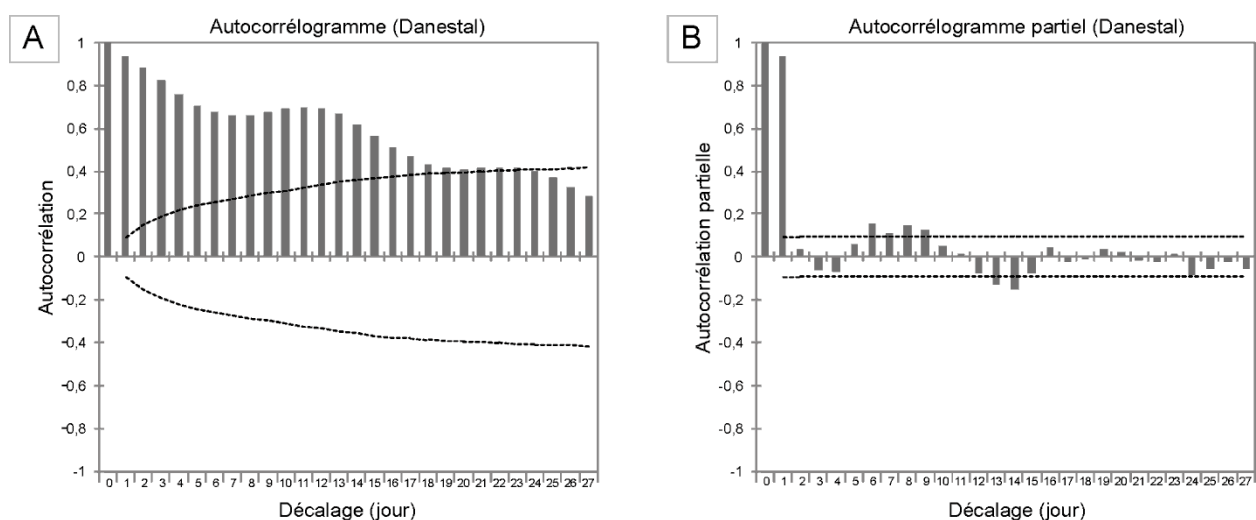 A
Autocorrélogramme (Danestal)
1
0,8
0,6
0,4
0,2
0
-0,2
-0,4
-0,6
-0,8
-1
Autocorrélation
0 1 2 3 4 5 6 7 8 9 10 11 12 13 14 15 16 17 18 19 20 21 22 23 24 25 26 27
Décalage (jour)
B
Autocorrélogramme partiel (Danestal)
1
0,8
0,6
0,4
0,2
0
-0,2
-0,4
-0,6
-0,8
-1
Autocorrélation partielle
0 1 2 3 4 5 6 7 8 9 10 11 12 13 14 15 16 17 18 19 20 21 22 23 24 25 26 27
Décalage (jour)